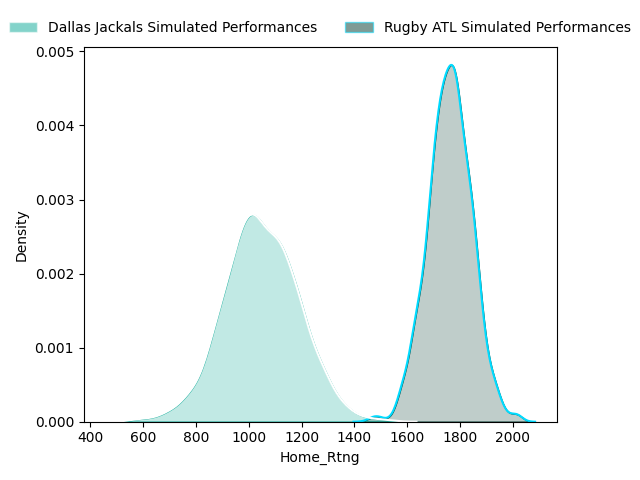 Dallas Jackals Simulated Performances Rugby ATL Simulated Performances
0.005
0.004
0.003
0.002
0.001
0.000
Density
400 600 800 1000 1200 1400 1600 1800 2000
Home_Rtng